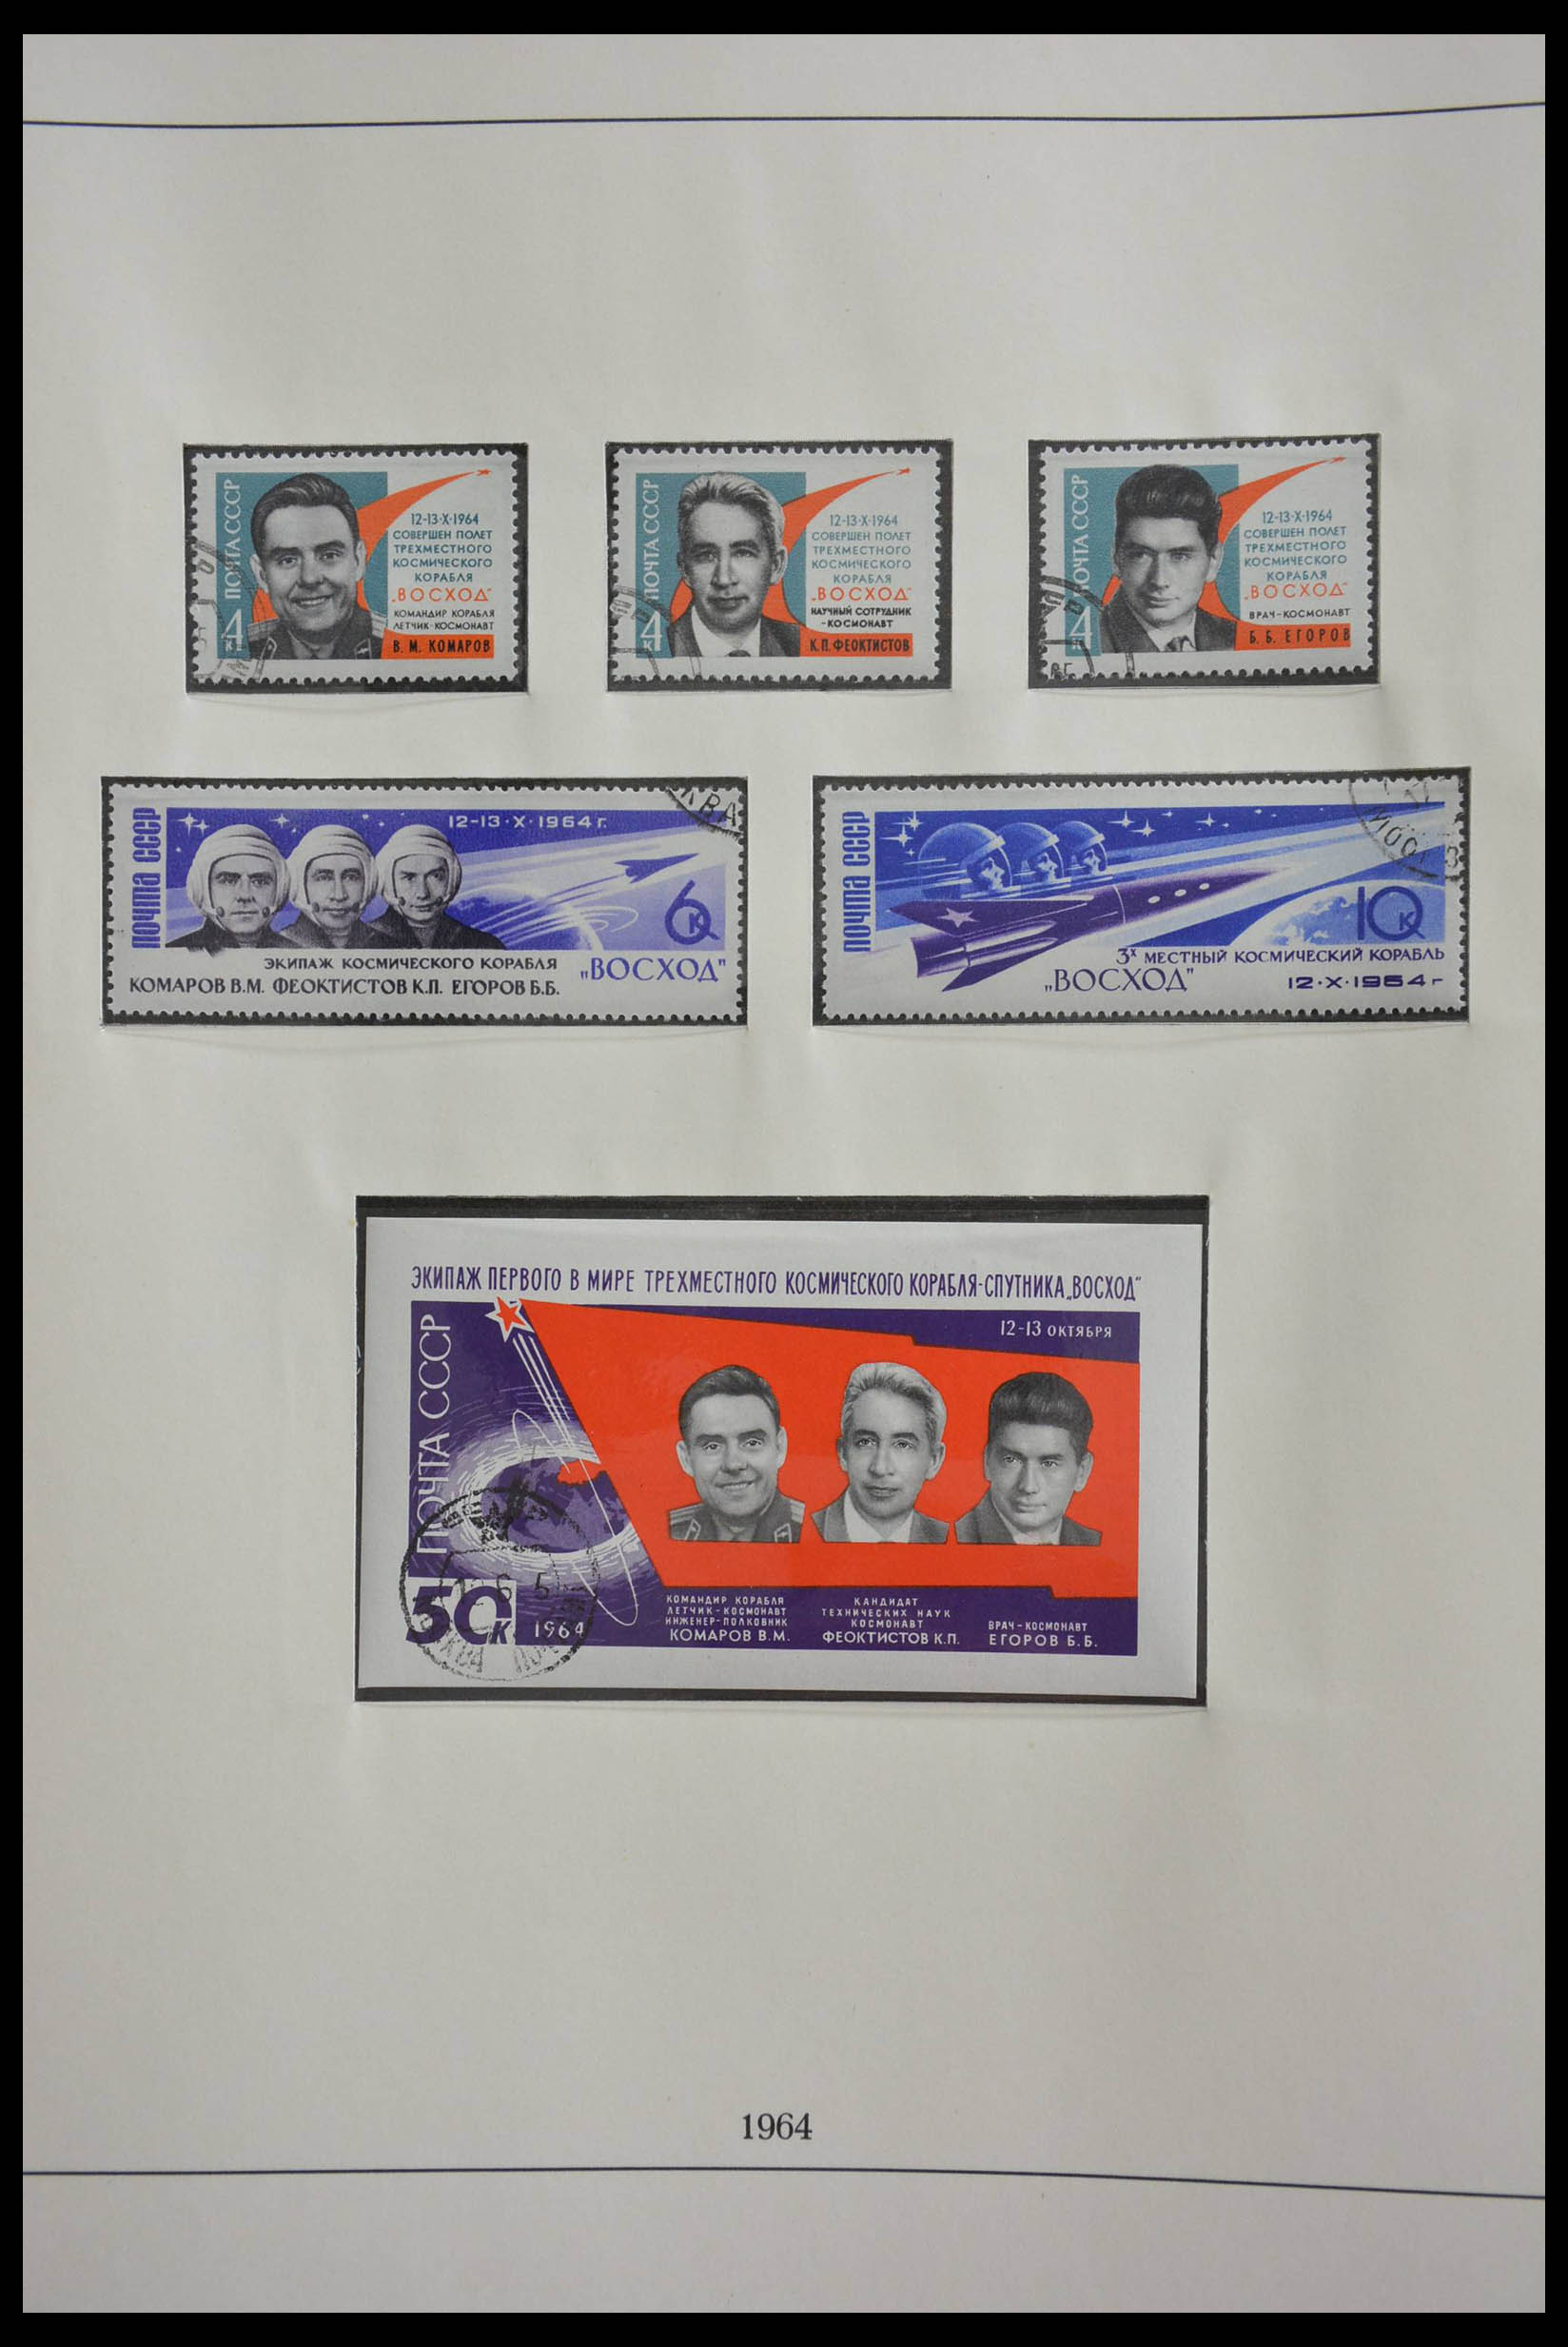 ПОЧТА СССР
12-13·X·1964
СОВЕРШЕН ПОЛЕТ
ТРЕХМЕСТНОГО
КОСМИЧЕСКОГО
КОРАБЛЯ
„ВОСХОД"
КОМАНДИР КОРАБЛЯ
ЛЕТЧИК-КОСМОНАВТ
В. М. КОМАРОВ
4
К
ПОЧТА СССР
12-13·X·1964
СОВЕРШЕН ПОЛЕТ
ТРЕХМЕСТНОГО
КОСМИЧЕСКОГО
КОРАБЛЯ
„ВОСХОД"
НАУЧНЫЙ СОТРУДНИК
-КОСМОНАВТ
К.П. ФЕОКТИСТОВ
4
К
ПОЧТА СССР
12-13·X·1964
СОВЕРШЕН ПОЛЕТ
ТРЕХМЕСТНОГО
КОСМИЧЕСКОГО
КОРАБЛЯ
„ВОСХОД"
ВРАЧ-КОСМОНАВТ
Б. Б. ЕГОРОВ
4
ПОЧТА СССР
12-13·X·1964 г.
6к
ЭКИПАЖ КОСМИЧЕСКОГО КОРАБЛЯ „ВОСХОД"
КОМАРОВ В.М. ФЕОКТИСТОВ К.П. ЕГОРОВ Б.Б.
ПОЧТА СССР
10к
3х МЕСТНЫЙ КОСМИЧЕСКИЙ КОРАБЛЬ
„ВОСХОД" 12·X·1964 г
ЭКИПАЖ ПЕРВОГО В МИРЕ ТРЕХМЕСТНОГО КОСМИЧЕСКОГО КОРАБЛЯ-СПУТНИКА „ВОСХОД"
12-13 ОКТЯБРЯ
ПОЧТА СССР
50к
1964
КОМАНДИР КОРАБЛЯ
ЛЕТЧИК-КОСМОНАВТ
ИНЖЕНЕР-ПОЛКОВНИК
КОМАРОВ В.М.
КАНДИДАТ
ТЕХНИЧЕСКИХ НАУК
КОСМОНАВТ
ФЕОКТИСТОВ К.П.
ВРАЧ-КОСМОНАВТ
ЕГОРОВ Б.Б.
1964